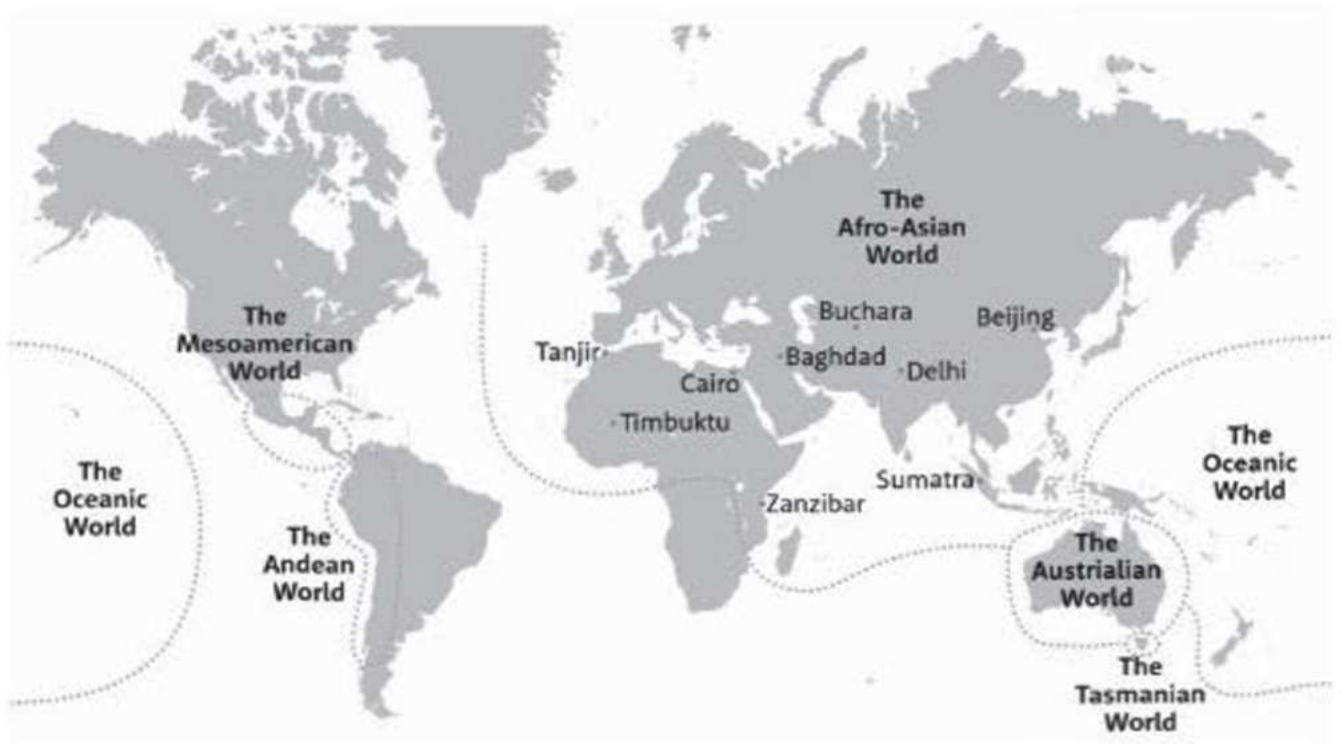 The
Afro-Asian
World
Buchara
Beijing
The
Mesoamerican
World
Tanjir
Baghdad
Delhi
Cairo
Timbuktu
The
Oceanic
World
The
Oceanic
World
Sumatra
Zanzibar
The
Andean
World
The
Austrialian
World
The
Tasmanian
World